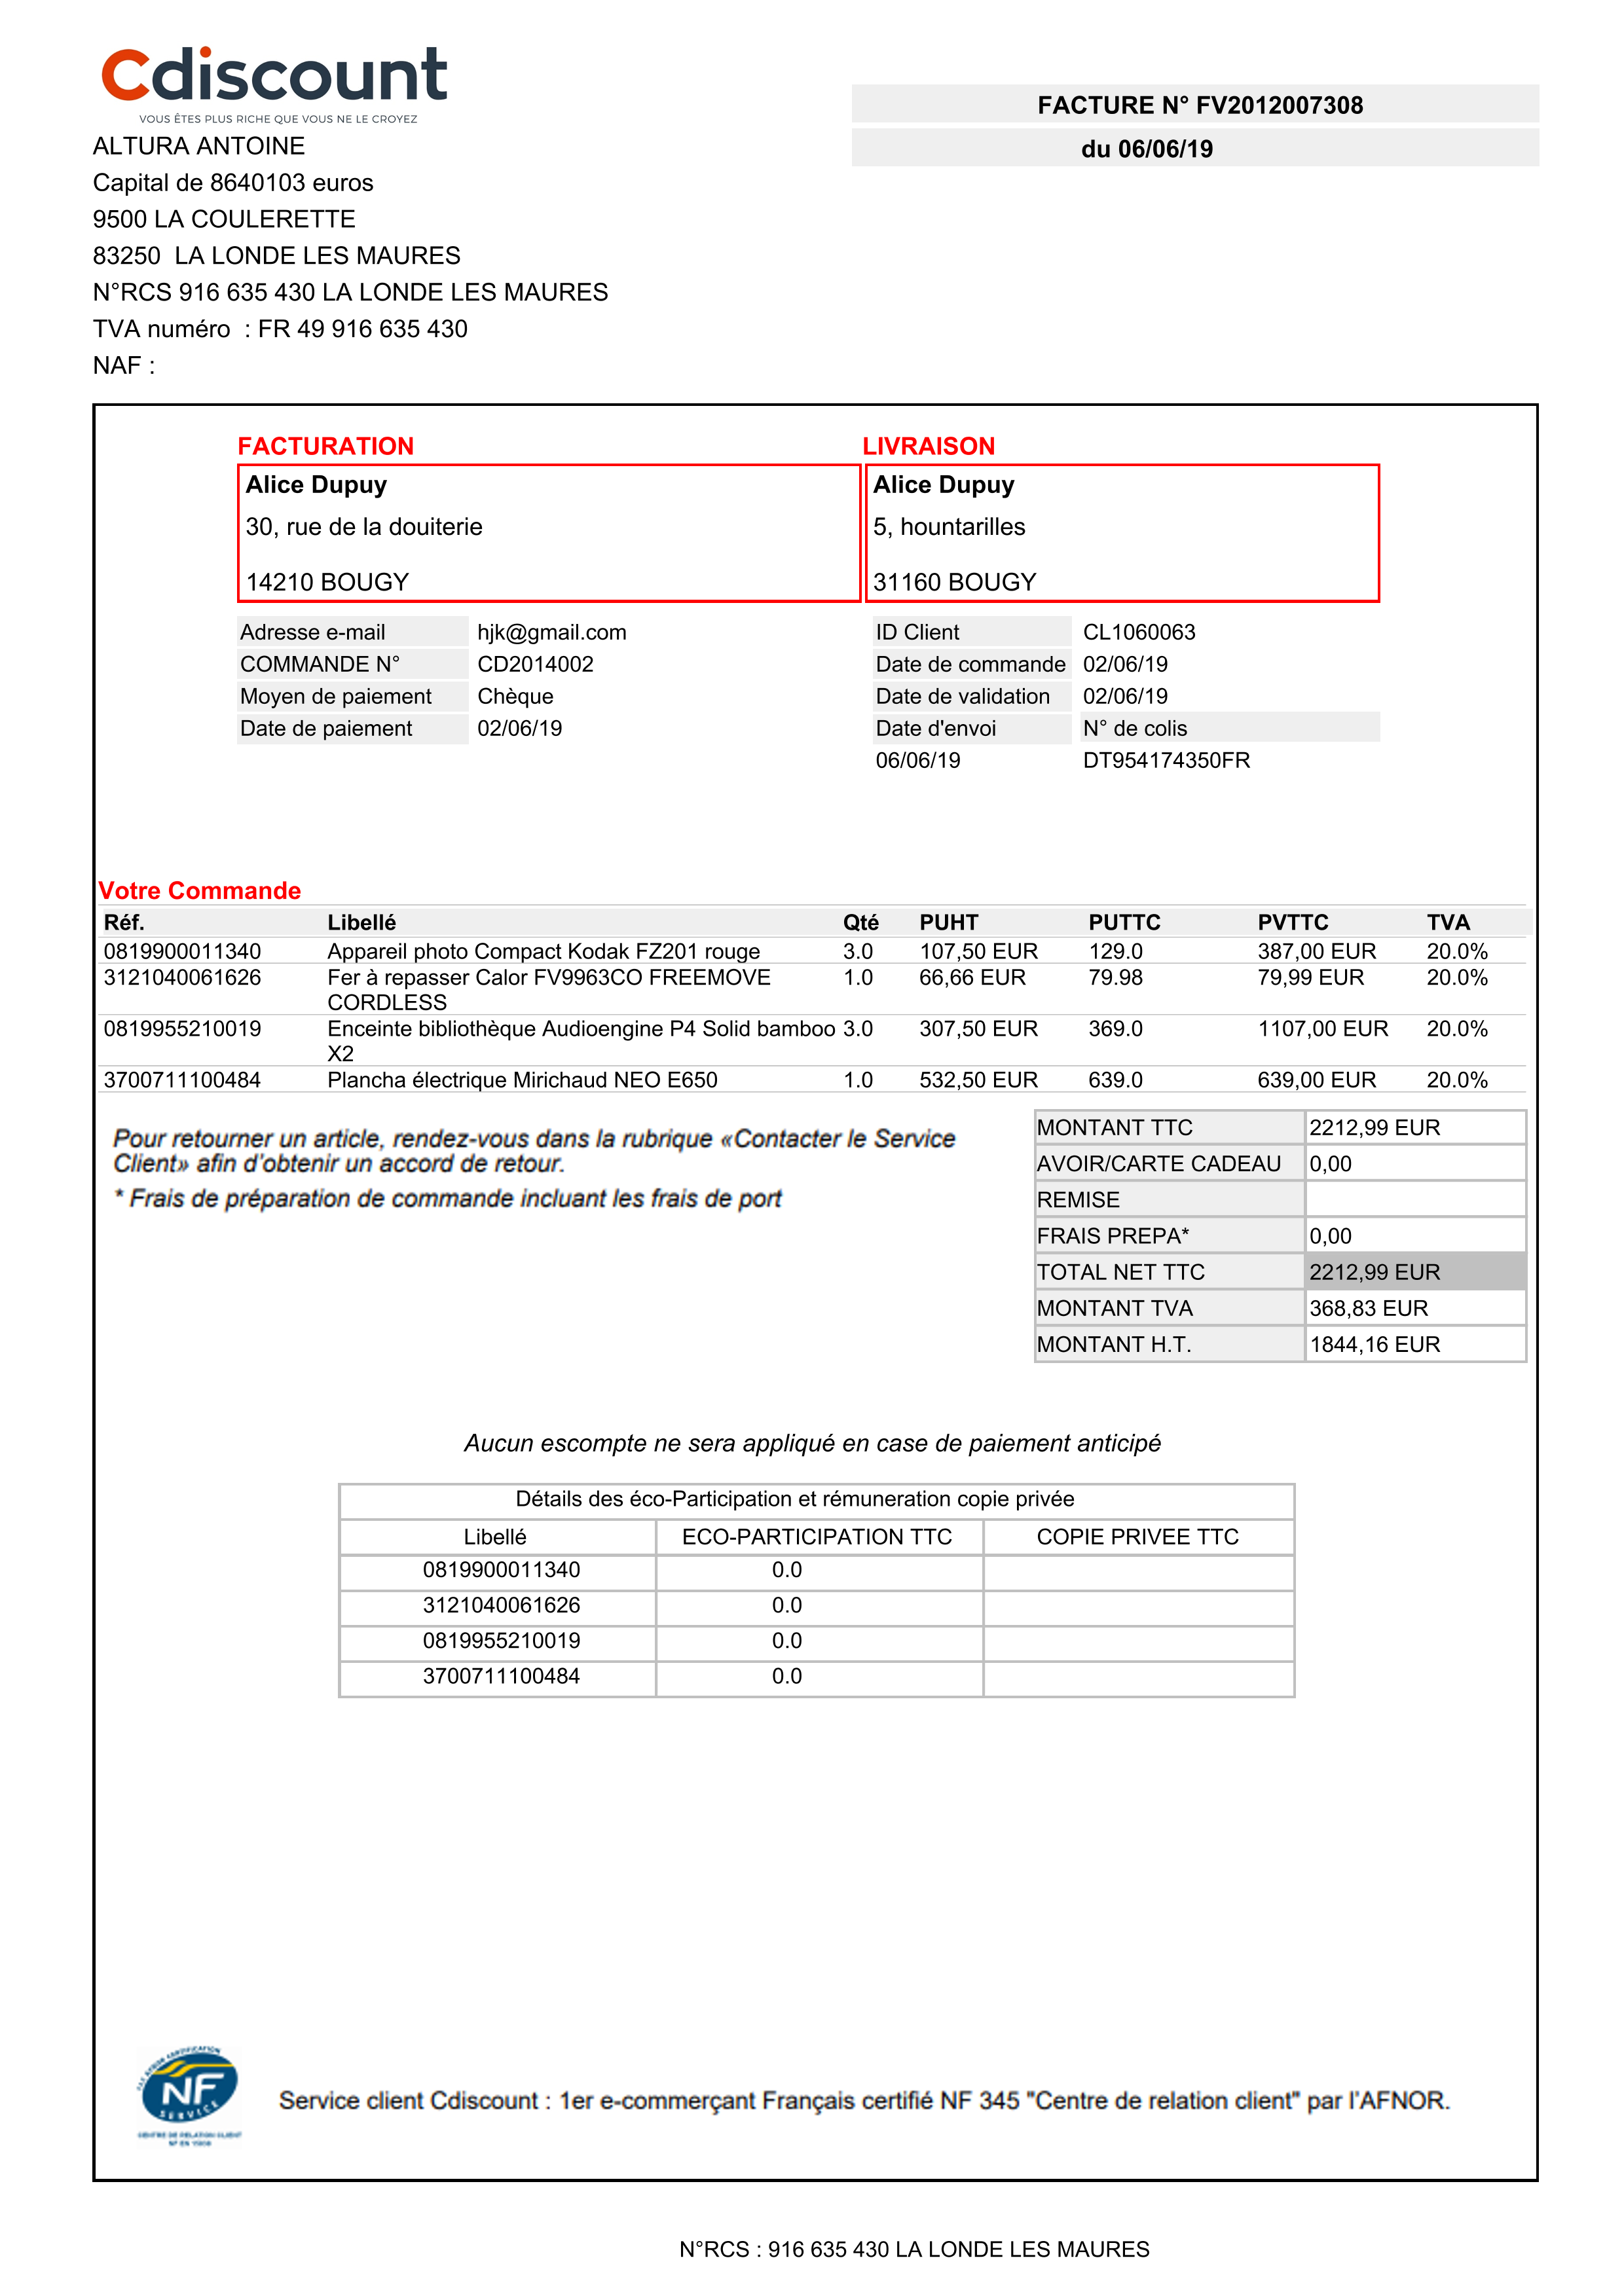 Cdiscount
VOUS ÊTES PLUS RICHE QUE VOUS NE LE CROYEZ
FACTURE N° FV2012007308
du 06/06/19
ALTURA ANTOINE
Capital de 8640103 euros
9500 LA COULERETTE
83250 LA LONDE LES MAURES
N°RCS 916 635 430 LA LONDE LES MAURES
TVA numéro : FR 49 916 635 430
NAF :
FACTURATION
Alice Dupuy
30, rue de la douiterie
14210 BOUGY
LIVRAISON
Alice Dupuy
5, hountarilles
31160 BOUGY
Adresse e-mail hjk@gmail.com
COMMANDE N° CD2014002
Moyen de paiement Chèque
Date de paiement 02/06/19
ID Client CL1060063
Date de commande 02/06/19
Date de validation 02/06/19
Date d'envoi N° de colis
06/06/19 DT954174350FR
Votre Commande
Réf. Libellé Qté PUHT PUTTC PVTTC TVA
0819900011340 Appareil photo Compact Kodak FZ201 rouge 3.0 107,50 EUR 129.0 387,00 EUR 20.0%
3121040061626 Fer à repasser Calor FV9963CO FREEMOVE 1.0 66,66 EUR 79.98 79,99 EUR 20.0%
CORDLESS
0819955210019 Enceinte bibliothèque Audioengine P4 Solid bamboo 3.0 307,50 EUR 369.0 1107,00 EUR 20.0%
X2
3700711100484 Plancha électrique Mirichaud NEO E650 1.0 532,50 EUR 639.0 639,00 EUR 20.0%
Pour retourner un article, rendez-vous dans la rubrique «Contacter le Service
Client» afin d'obtenir un accord de retour.
* Frais de préparation de commande incluant les frais de port
MONTANT TTC 2212,99 EUR
AVOIR/CARTE CADEAU 0,00
REMISE
FRAIS PREPA* 0,00
TOTAL NET TTC 2212,99 EUR
MONTANT TVA 368,83 EUR
MONTANT H.T. 1844,16 EUR
Aucun escompte ne sera appliqué en case de paiement anticipé
Détails des éco-Participation et rémuneration copie privée
Libellé ECO-PARTICIPATION TTC COPIE PRIVEE TTC
0819900011340 0.0
3121040061626 0.0
0819955210019 0.0
3700711100484 0.0
NF
SERVICE
CENTRE DE RELATION CLIENT
Service client Cdiscount : 1er e-commerçant Français certifié NF 345 "Centre de relation client" par l'AFNOR.
N°RCS : 916 635 430 LA LONDE LES MAURES